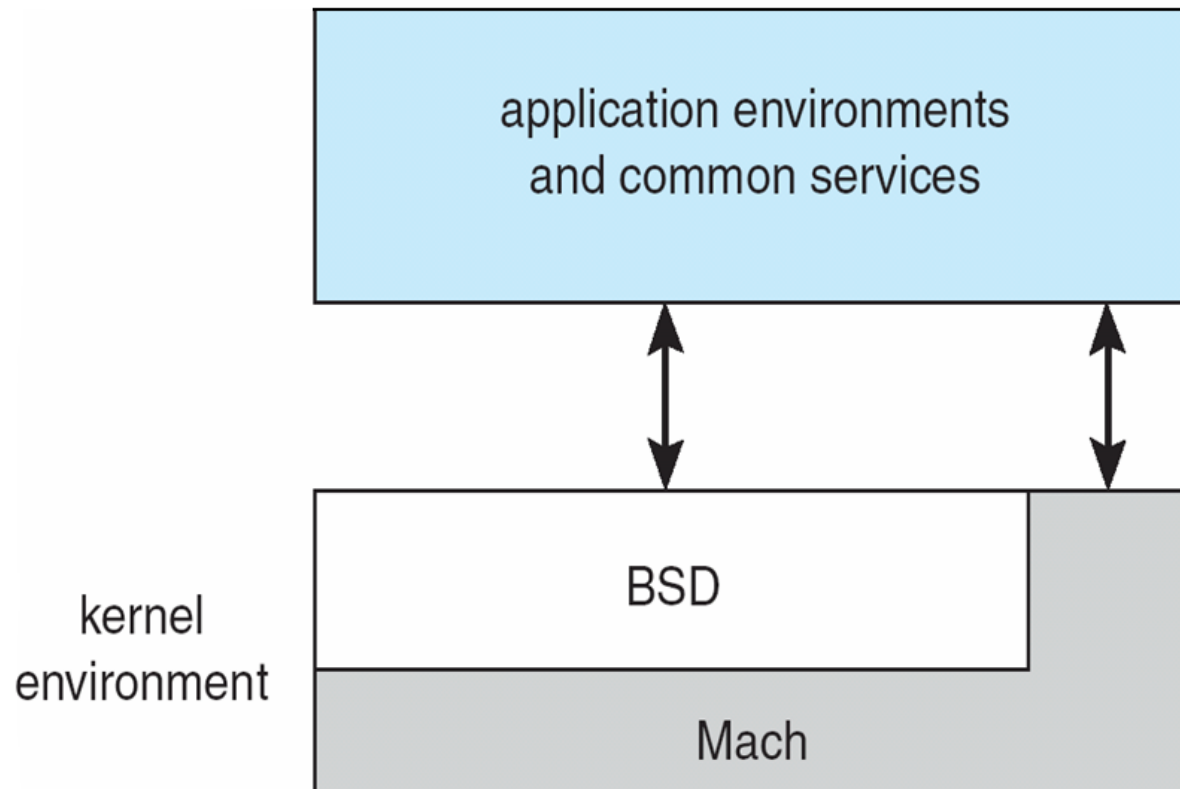 application environments
and common services
BSD
kernel
environment
Mach